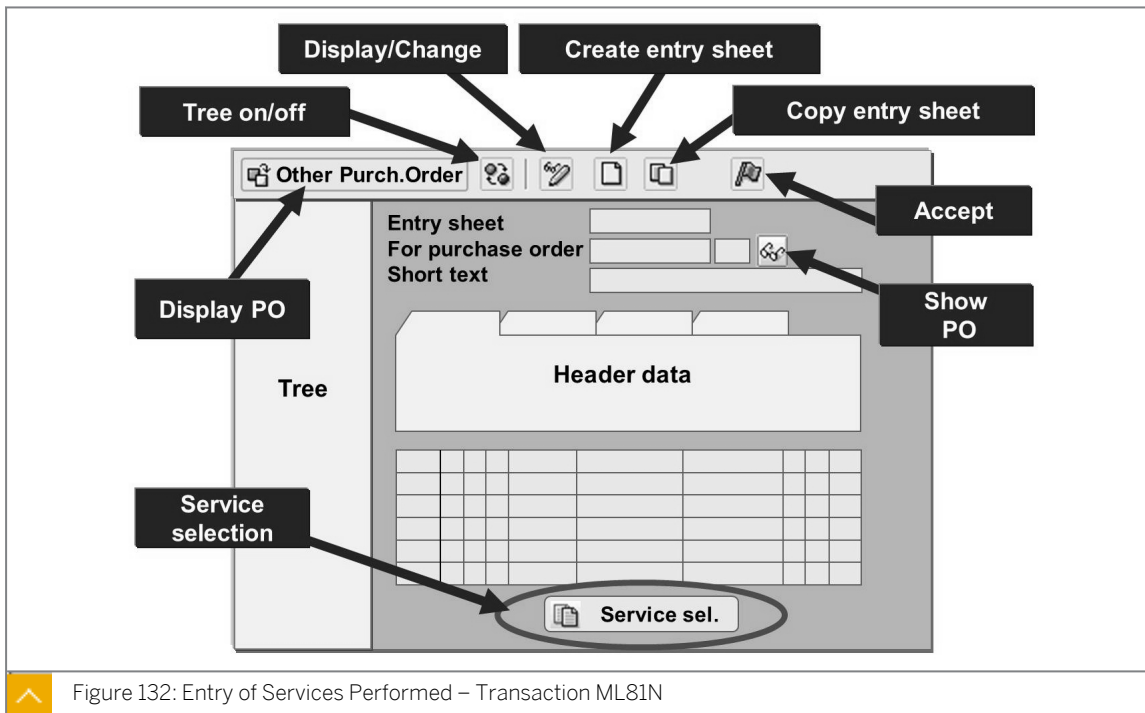 Display/Change
Create entry sheet
Tree on/off
Copy entry sheet
Other Purch.Order
Accept
Entry sheet
For purchase order
Short text
Display PO
Show
PO
Tree
Header data
Service
selection
Service sel.
Figure 132: Entry of Services Performed – Transaction ML81N